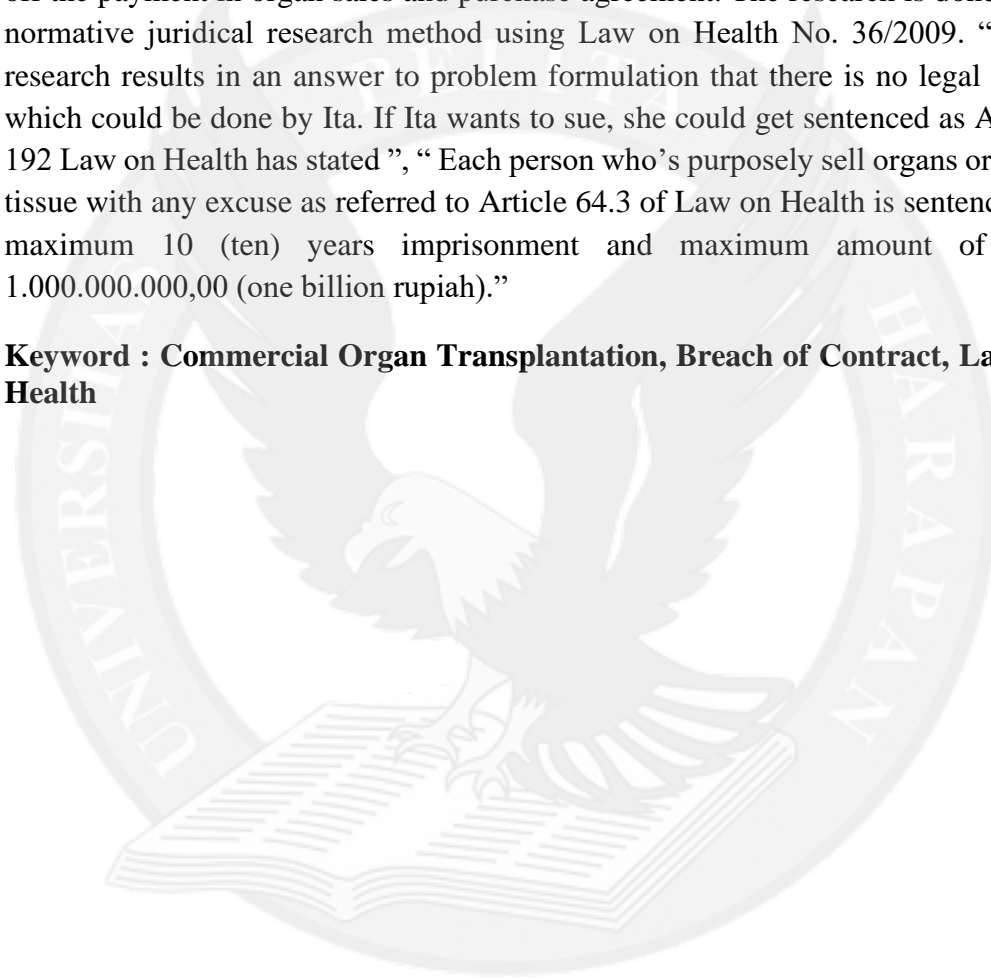 off the payment in organ sales and purchase agreement. The research is done
normative juridical research method using Law on Health No. 36/2009. “
research results in an answer to problem formulation that there is no legal
which could be done by Ita. If Ita wants to sue, she could get sentenced as A
192 Law on Health has stated ”, “ Each person who’s purposely sell organs or
tissue with any excuse as referred to Article 64.3 of Law on Health is sentenc
maximum 10 (ten) years imprisonment and maximum amount of
1.000.000.000,00 (one billion rupiah).”
Keyword : Commercial Organ Transplantation, Breach of Contract, La
Health
PELITA
UNIVERSITAS
HARAPAN